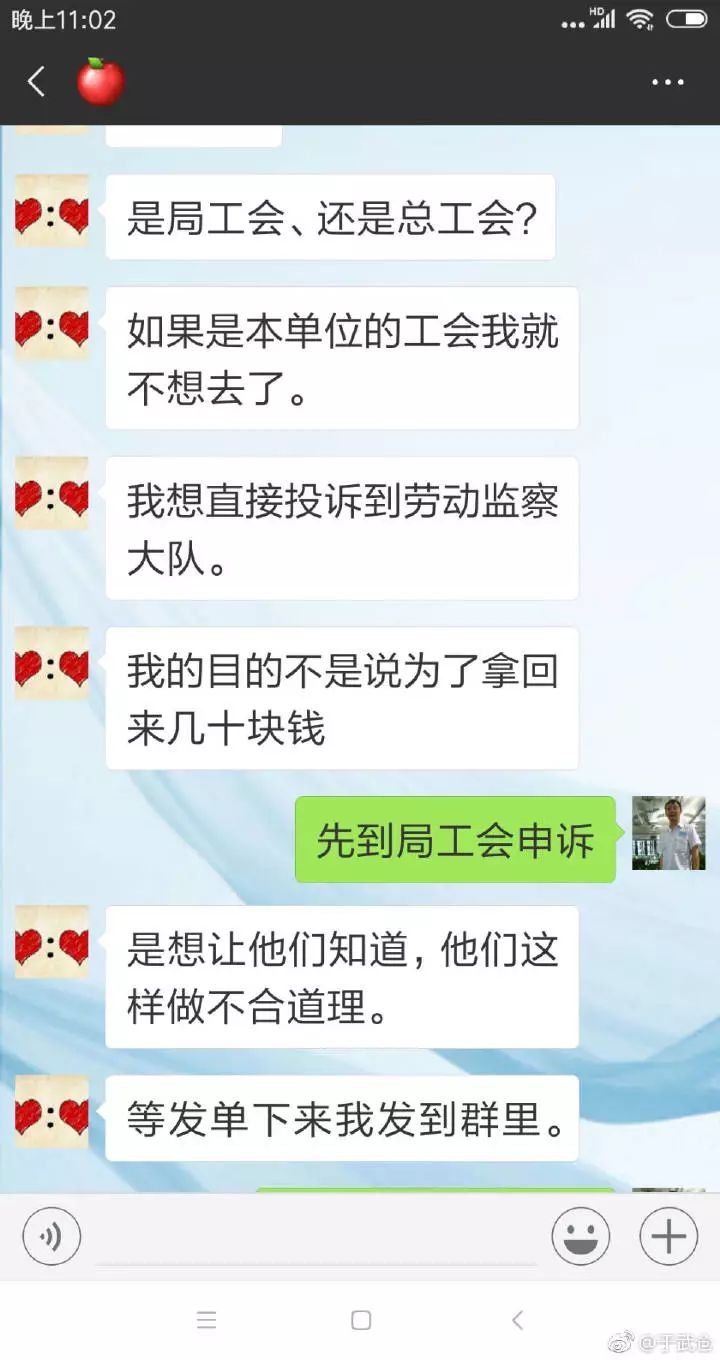 晚上11:02
HD
是局工会、还是总工会?
如果是本单位的工会我就
不想去了。
我想直接投诉到劳动监察
大队。
我的目的不是说为了拿回
来几十块钱
先到局工会申诉
是想让他们知道,他们这
样做不合道理。
等发单下来我发到群里。
@于武仓